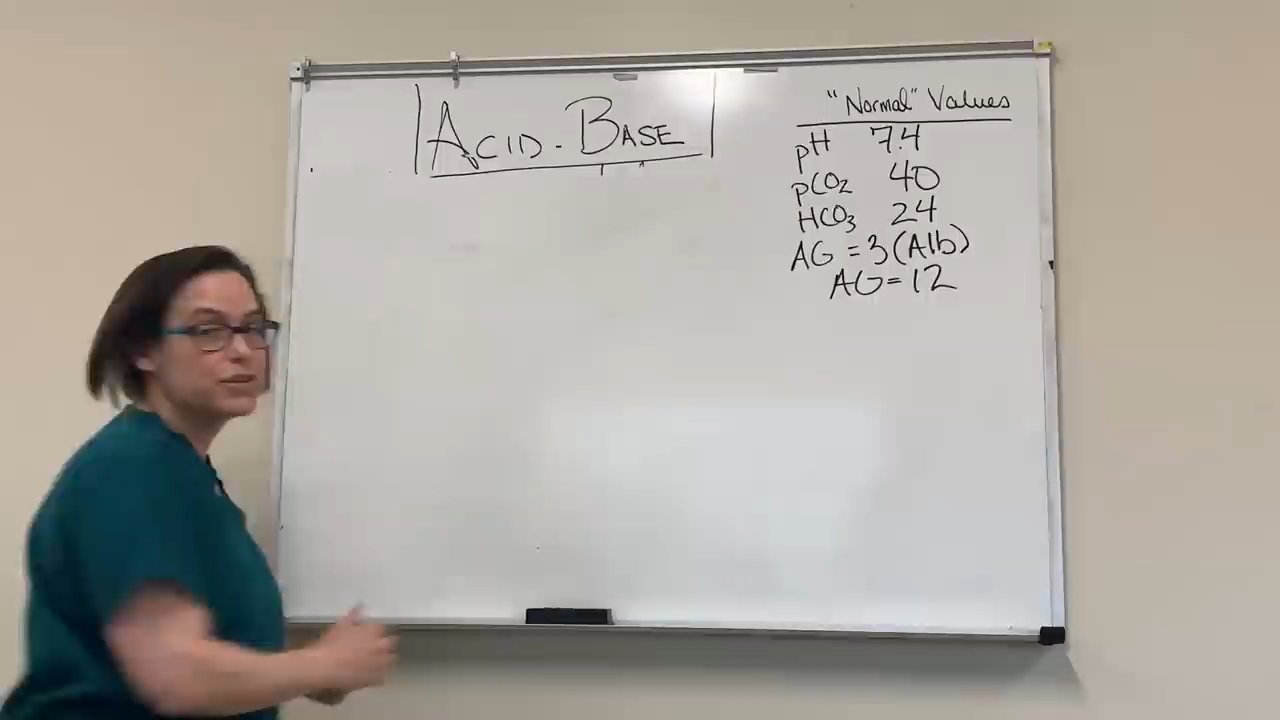 ACID-BASE
"Normal" Values
pH 7.4
pCO₂ 40
HCO₃ 24
AG = 3(Alb)
AG=12